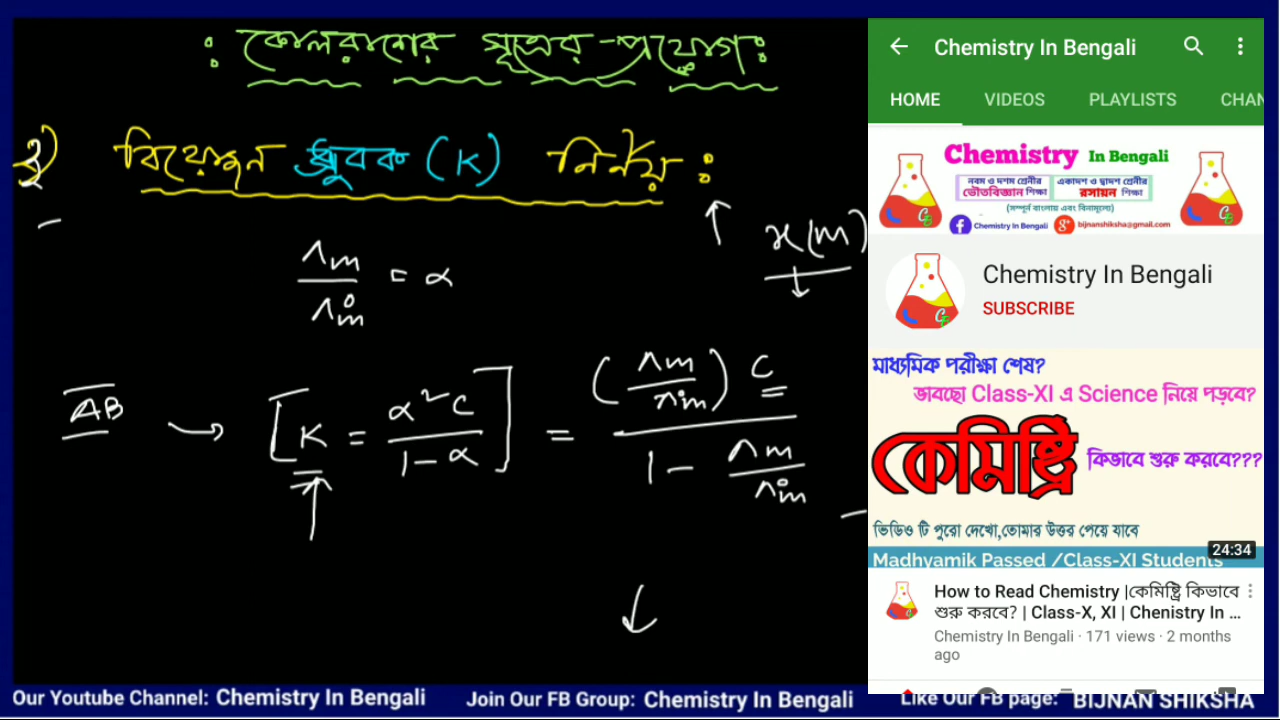 : কোলরাশের সূত্রের-প্রয়োগ:
২) বিয়োজন ধ্রুবক (K) নির্ণয় :
Λm / Λ°m = α
x(m)
AB → [K = α²C / 1-α] = (Λm / Λ°m) C / 1 - Λm / Λ°m
Chemistry In Bengali
HOME VIDEOS PLAYLISTS CHAN
Chemistry In Bengali
নবম ও দশম শ্রেনীর ভৌতবিজ্ঞান শিক্ষা
একাদশ ও দ্বাদশ শ্রেনীর রসায়ন শিক্ষা
(সম্পূর্ন বাংলায় এবং বিনামূল্যে)
Chemistry In Bengali bijnanshiksha@gmail.com
Chemistry In Bengali
SUBSCRIBE
মাধ্যমিক পরীক্ষা শেষ?
ভাবছো Class-XI এ Science নিয়ে পড়বে?
কেমিষ্ট্রি কিভাবে শুরু করবে???
ভিডিও টি পুরো দেখো,তোমার উত্তর পেয়ে যাবে
24:34
Madhyamik Passed /Class-XI Students
How to Read Chemistry |কেমিষ্ট্রি কিভাবে
শুরু করবে? | Class-X, XI | Chenistry In ...
Chemistry In Bengali · 171 views · 2 months
ago
Our Youtube Channel: Chemistry In Bengali Join Our FB Group: Chemistry In Bengali Like Our FB page: BIJNAN SHIKSHA